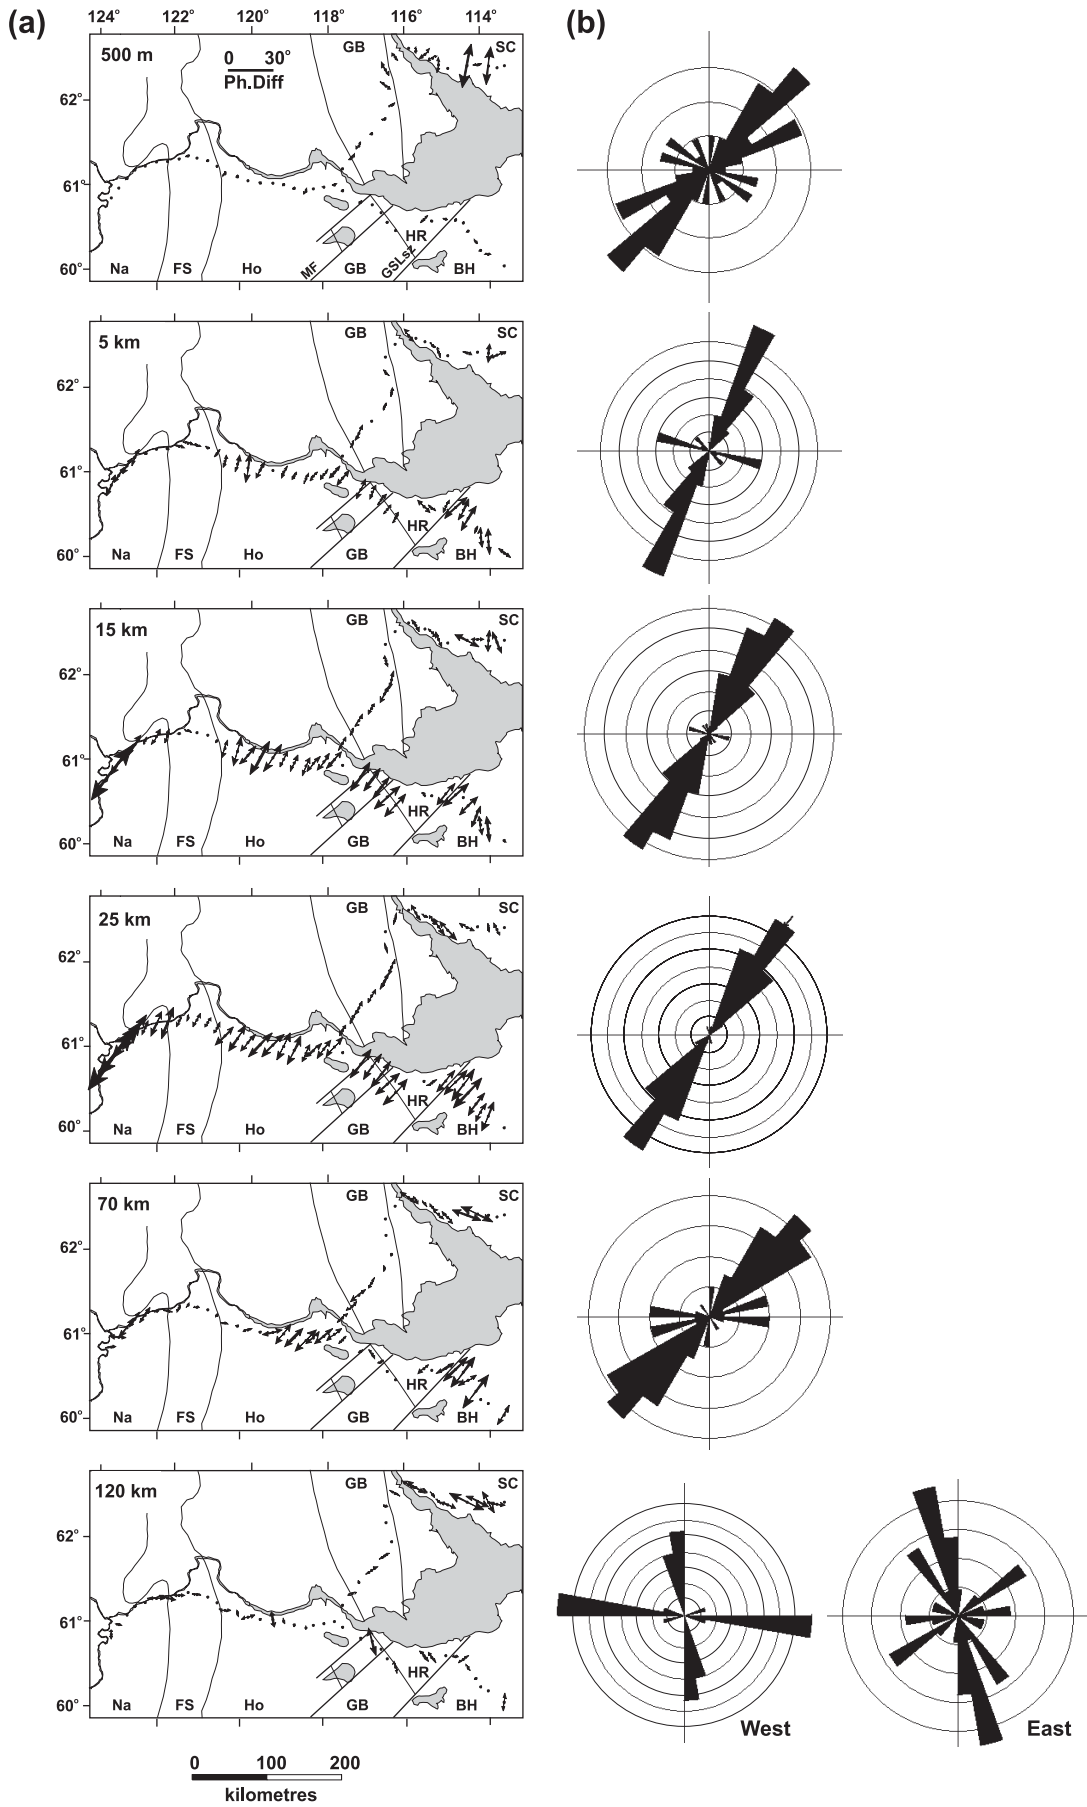 (a) (b)
124° 122° 120° 118° 116° 114°
500 m
0 30°
Ph.Diff
GB SC
62°
61°
60°
HR
Na FS Ho MF GB GSLsz BH
5 km
GB SC
62°
61°
60°
HR
Na FS Ho GB BH
15 km
GB SC
62°
61°
60°
HR
Na FS Ho GB BH
25 km
GB SC
62°
61°
60°
HR
Na FS Ho GB BH
70 km
GB SC
62°
61°
60°
HR
Na FS Ho GB BH
120 km
GB SC
62°
61°
60°
HR
Na FS Ho GB BH
West East
0 100 200
kilometres